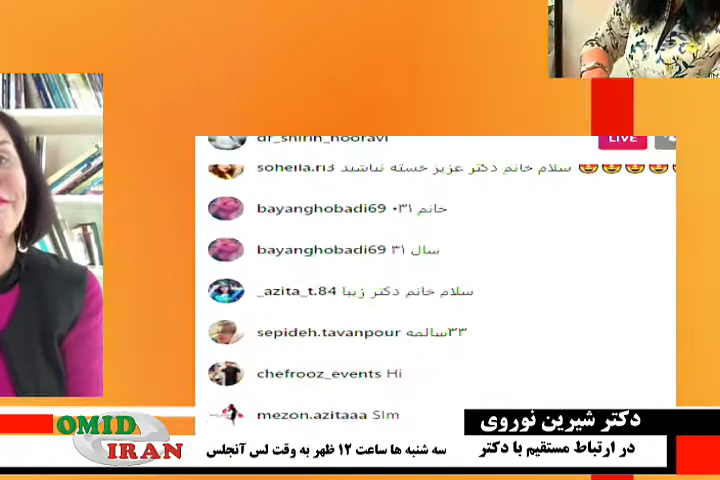 dr_shirin_nooravi
LIVE
soheila.ri3 سلام خانم دکتر عزیز خسته نباشید 😍😍😍😍
bayanghobadi69 خانم ۳۱۰
bayanghobadi69 سال ۳۱
_azita_t.84 سلام خانم دکتر زیبا
sepideh.tavanpour ۳۳سالمه
chefrooz_events Hi
mezon.azitaaa Slm
دکتر شیرین نوروی
OMID
IRAN
سه شنبه ها ساعت ۱۲ ظهر به وقت لس آنجلس
در ارتباط مستقیم با دکتر